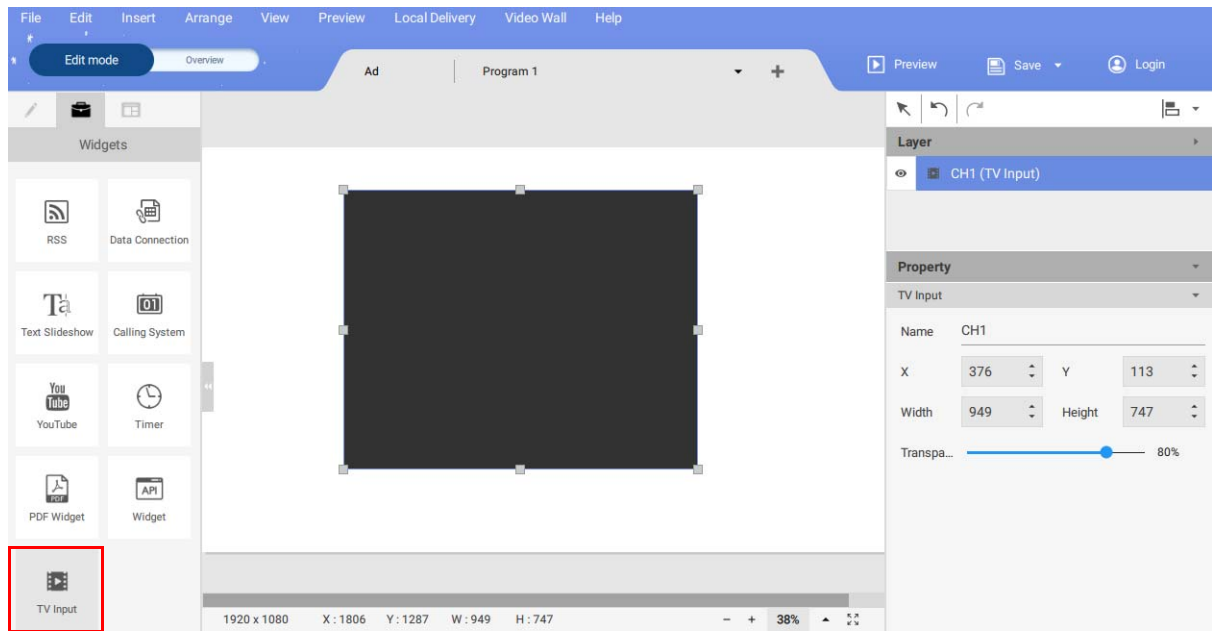 File Edit Insert Arrange View Preview Local Delivery Video Wall Help
Edit mode Overview
Ad Program 1
Preview Save Login
Widgets
Layer
CH1 (TV Input)
RSS Data Connection
Text Slideshow Calling System
You
Tube
YouTube Timer
PDF
API
PDF Widget Widget
TV Input
Property
TV Input
Name CH1
X 376 Y 113
Width 949 Height 747
Transpa... 80%
1920 x 1080 X : 1806 Y : 1287 W : 949 H : 747 - + 38%